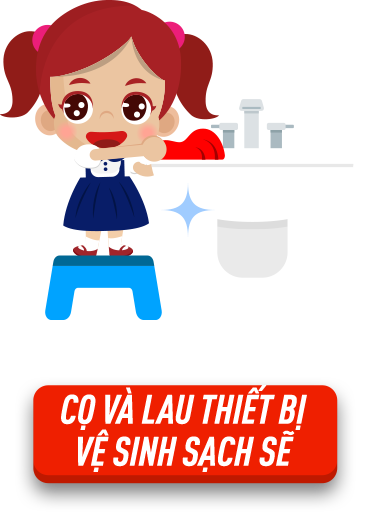 CỌ VÀ LAU THIẾT BỊ
VỆ SINH SẠCH SẼ